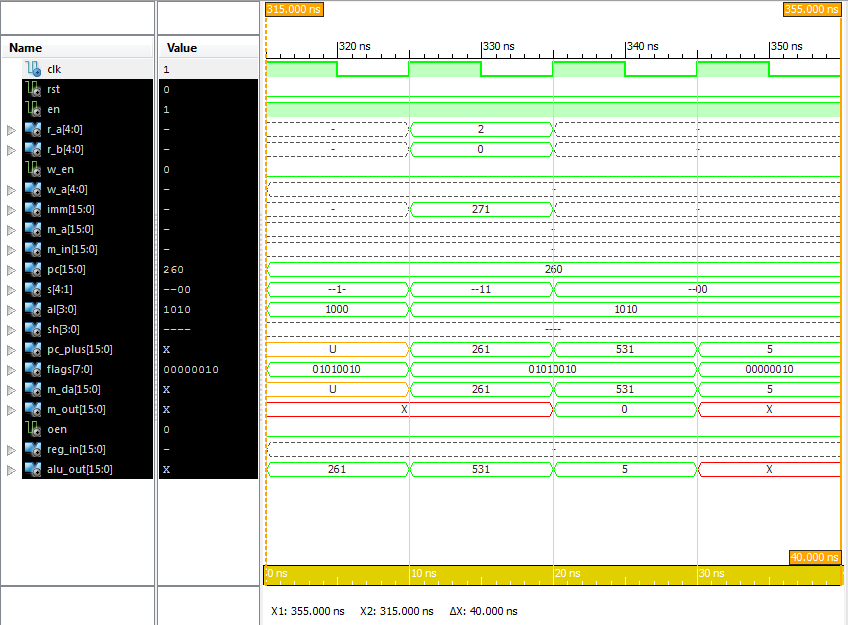 315.000 ns 355.000 ns
Name Value
320 ns 330 ns 340 ns 350 ns
clk 1
rst 0
en 1
r_a[4:0] - - 2 -
r_b[4:0] - - 0 -
w_en 0
w_a[4:0] - -
imm[15:0] - - 271 -
m_a[15:0] - -
m_in[15:0] - -
pc[15:0] 260 260
s[4:1] --00 --1- --11 --00
al[3:0] 1010 1000 1010
sh[3:0] ---- ----
pc_plus[15:0] X U 261 531 5
flags[7:0] 00000010 01010010 01010010 00000010
m_da[15:0] X U 261 531 5
m_out[15:0] X X 0 X
oen 0
reg_in[15:0] - -
alu_out[15:0] X 261 531 5 X
40.000 ns
0 ns 10 ns 20 ns 30 ns
X1: 355.000 ns X2: 315.000 ns ΔX: 40.000 ns